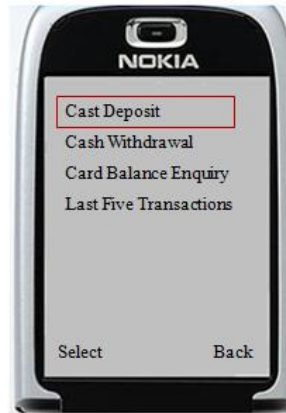 NOKIA
Cast Deposit
Cash Withdrawal
Card Balance Enquiry
Last Five Transactions
Select Back